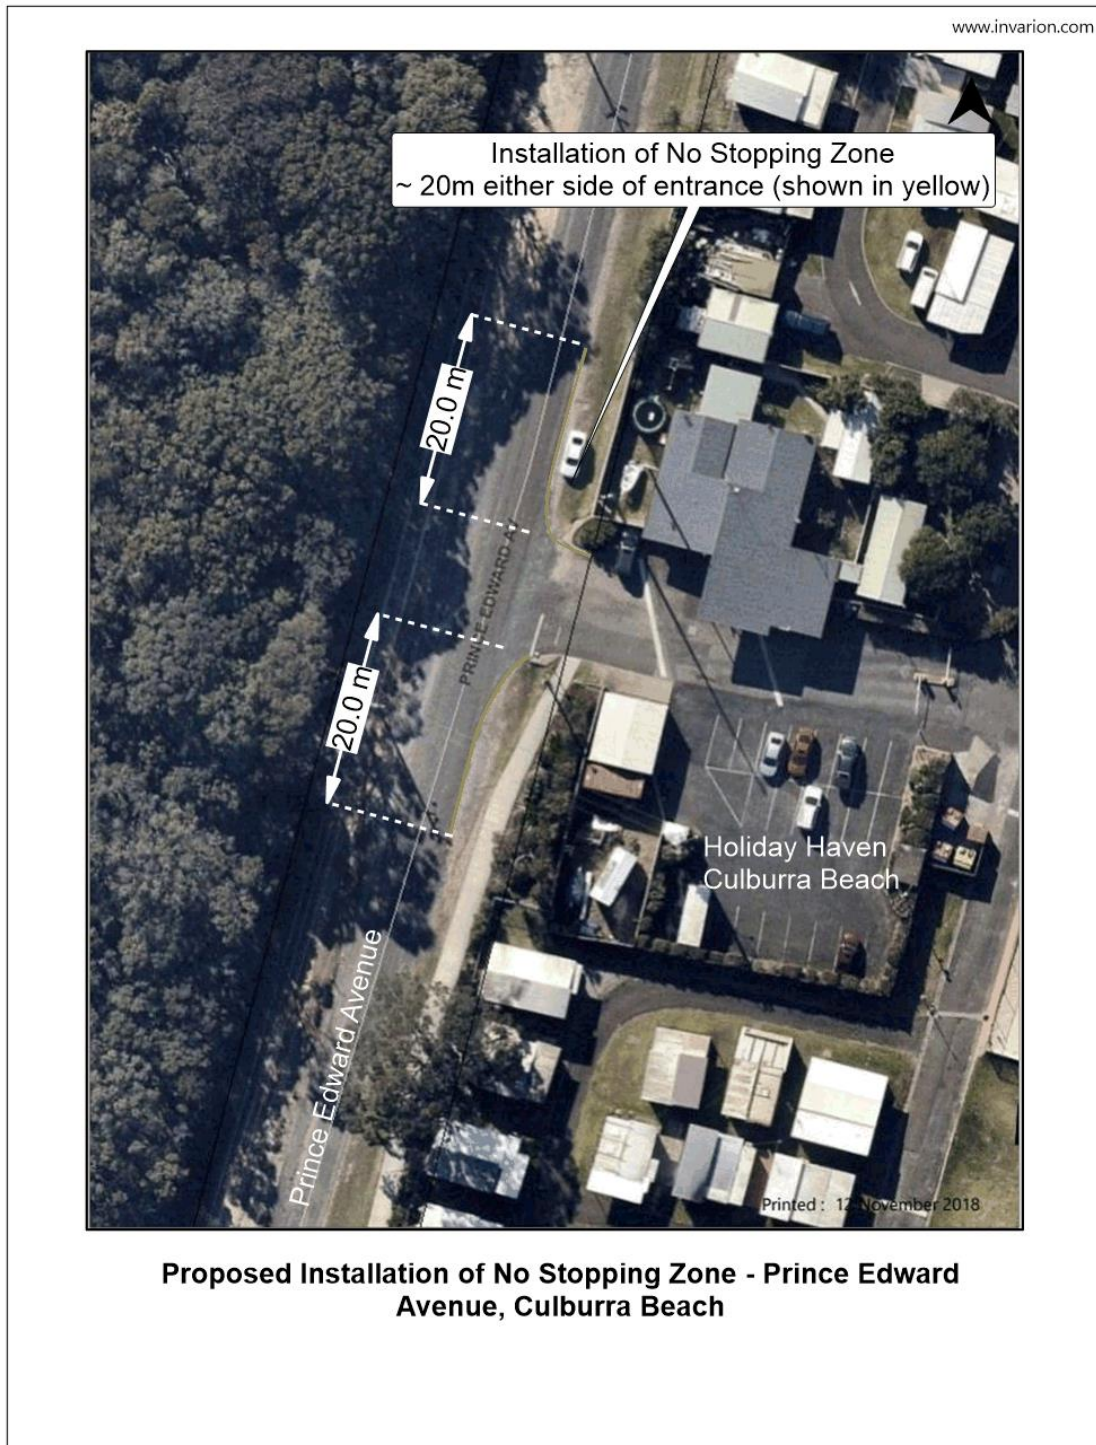 www.invarion.com
Installation of No Stopping Zone
~ 20m either side of entrance (shown in yellow)
20.0 m
PRINCE EDWARD AV
20.0 m
Holiday Haven
Culburra Beach
Prince Edward Avenue
Printed : 12 November 2018
Proposed Installation of No Stopping Zone - Prince Edward
Avenue, Culburra Beach